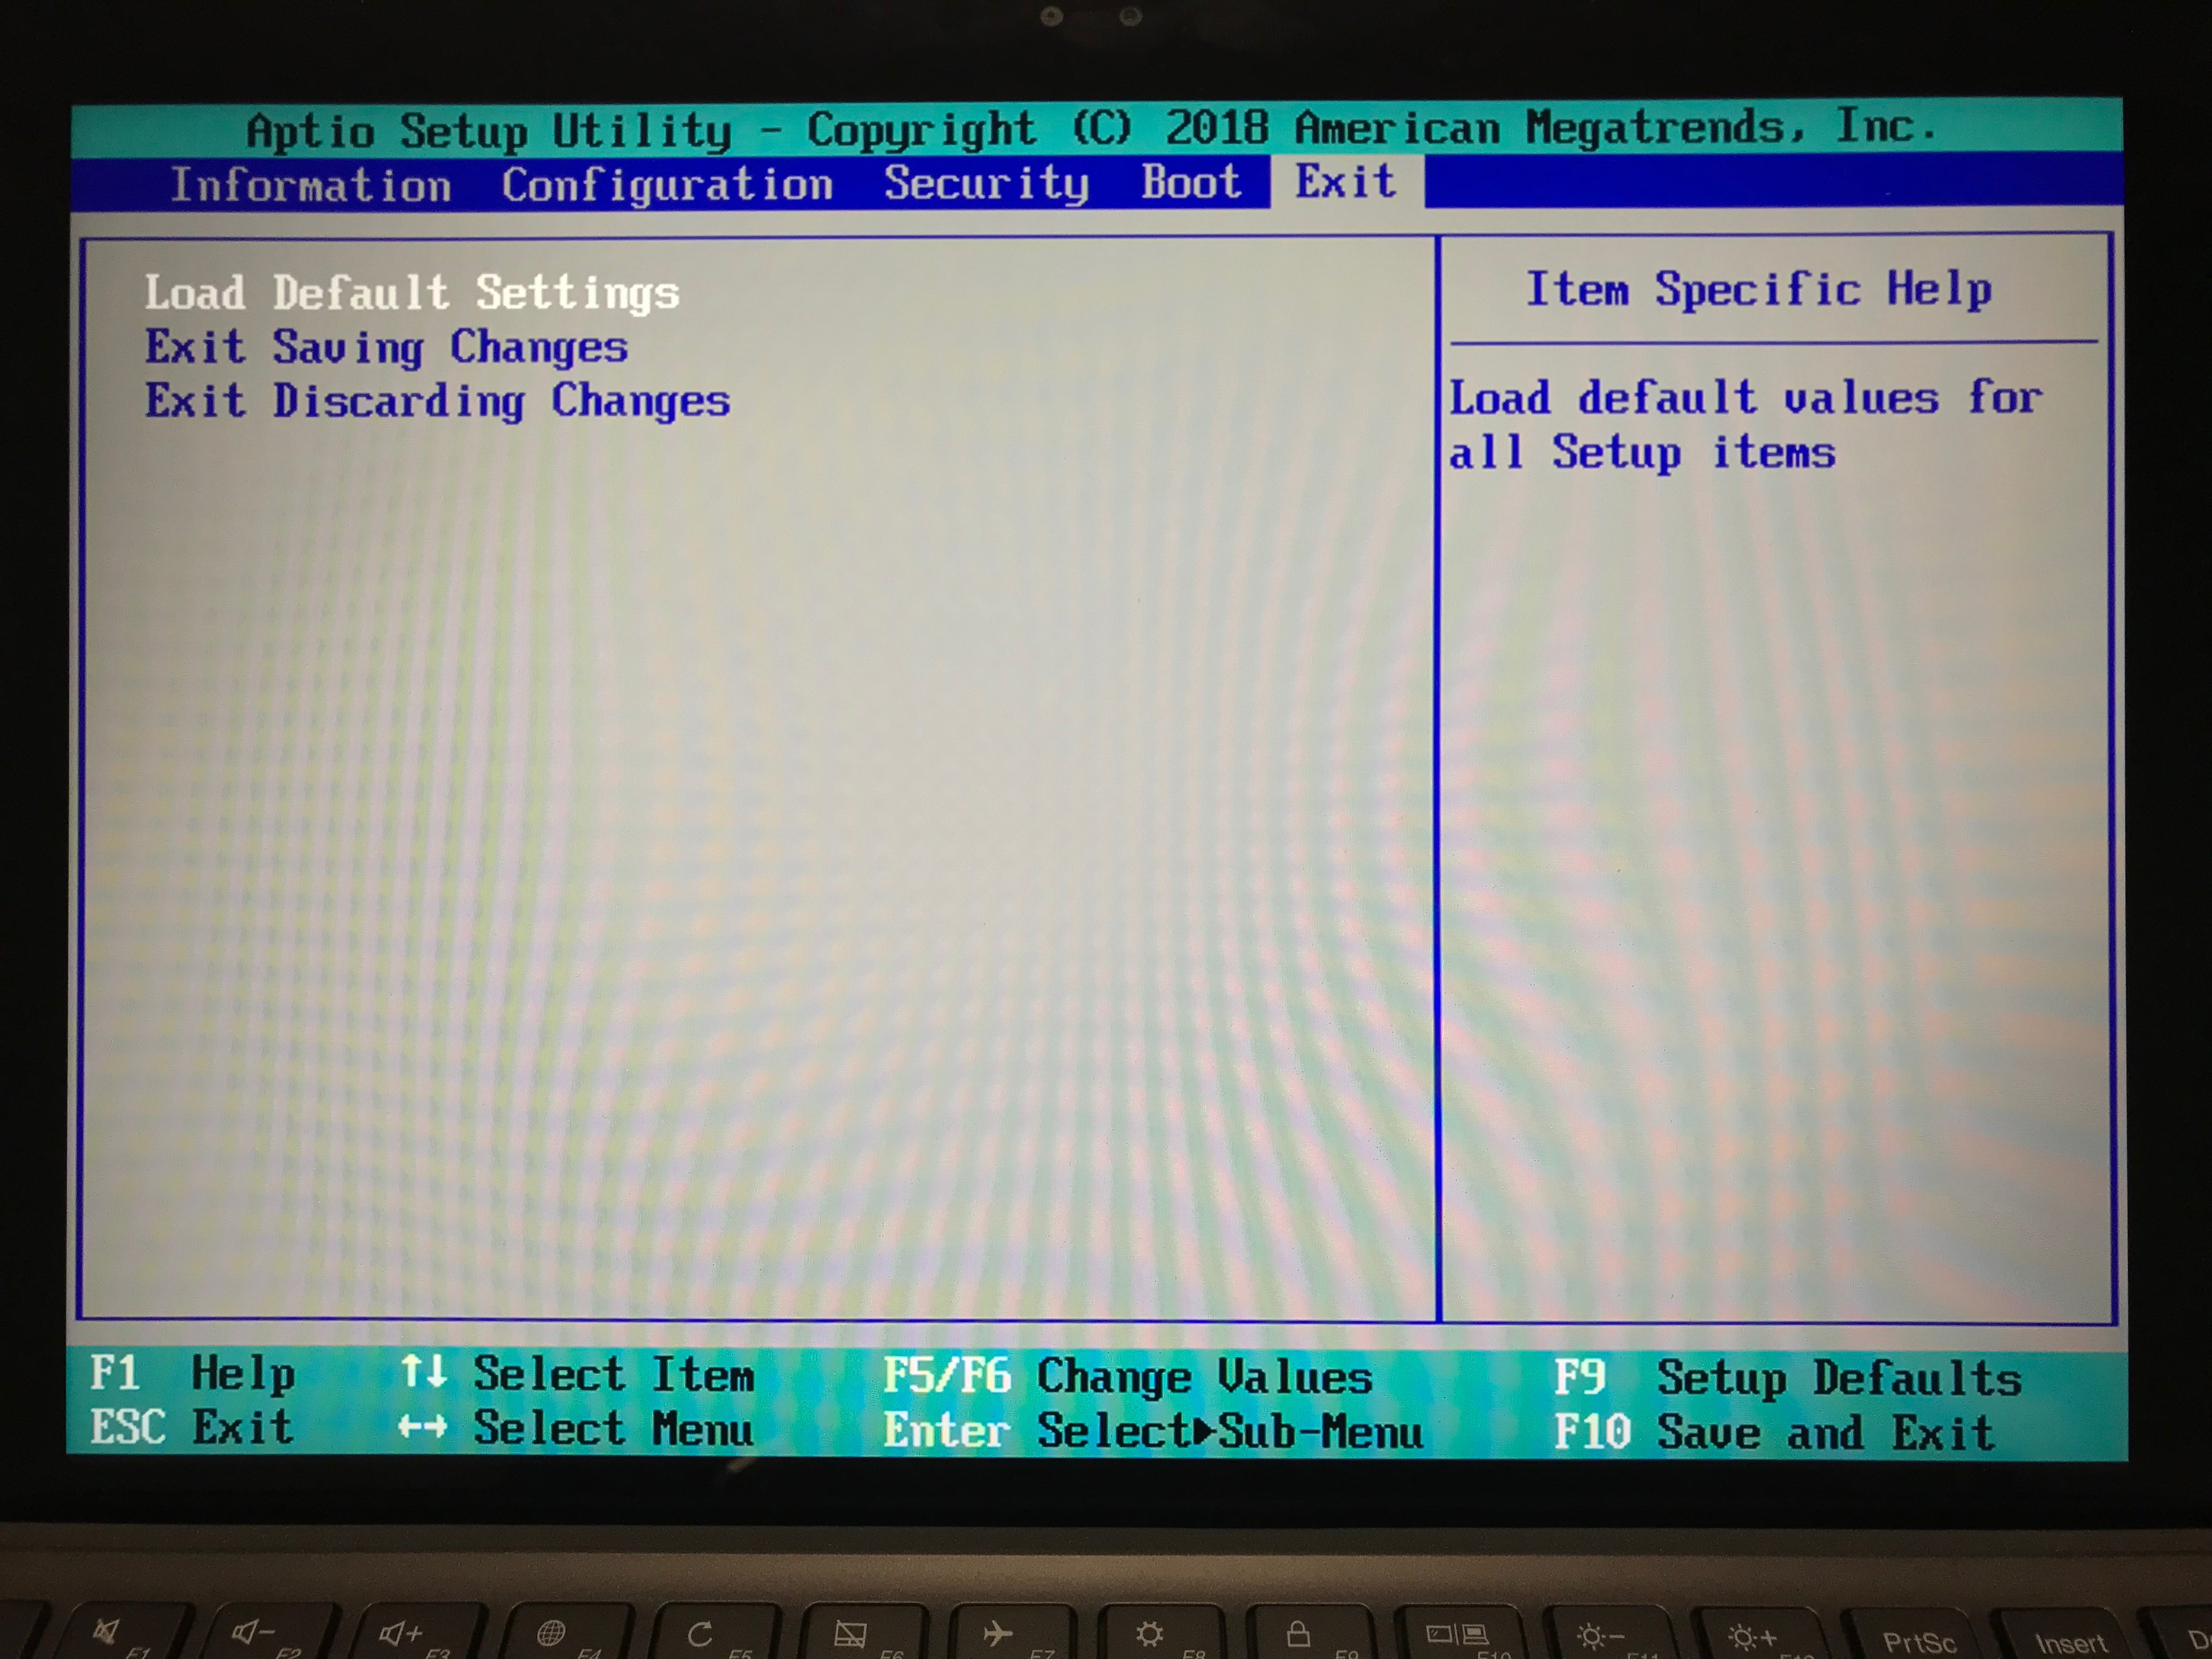 Aptio Setup Utility - Copyright (C) 2018 American Megatrends, Inc.
Information Configuration Security Boot Exit
Load Default Settings
Exit Saving Changes
Exit Discarding Changes
Item Specific Help
Load default values for
all Setup items
F1 Help ↑↓ Select Item F5/F6 Change Values F9 Setup Defaults
ESC Exit ←→ Select Menu Enter Select▶Sub-Menu F10 Save and Exit
F1 F2 F3 F4 F5 F6 F7 F8 F9 F10 F11 PrtSc Insert